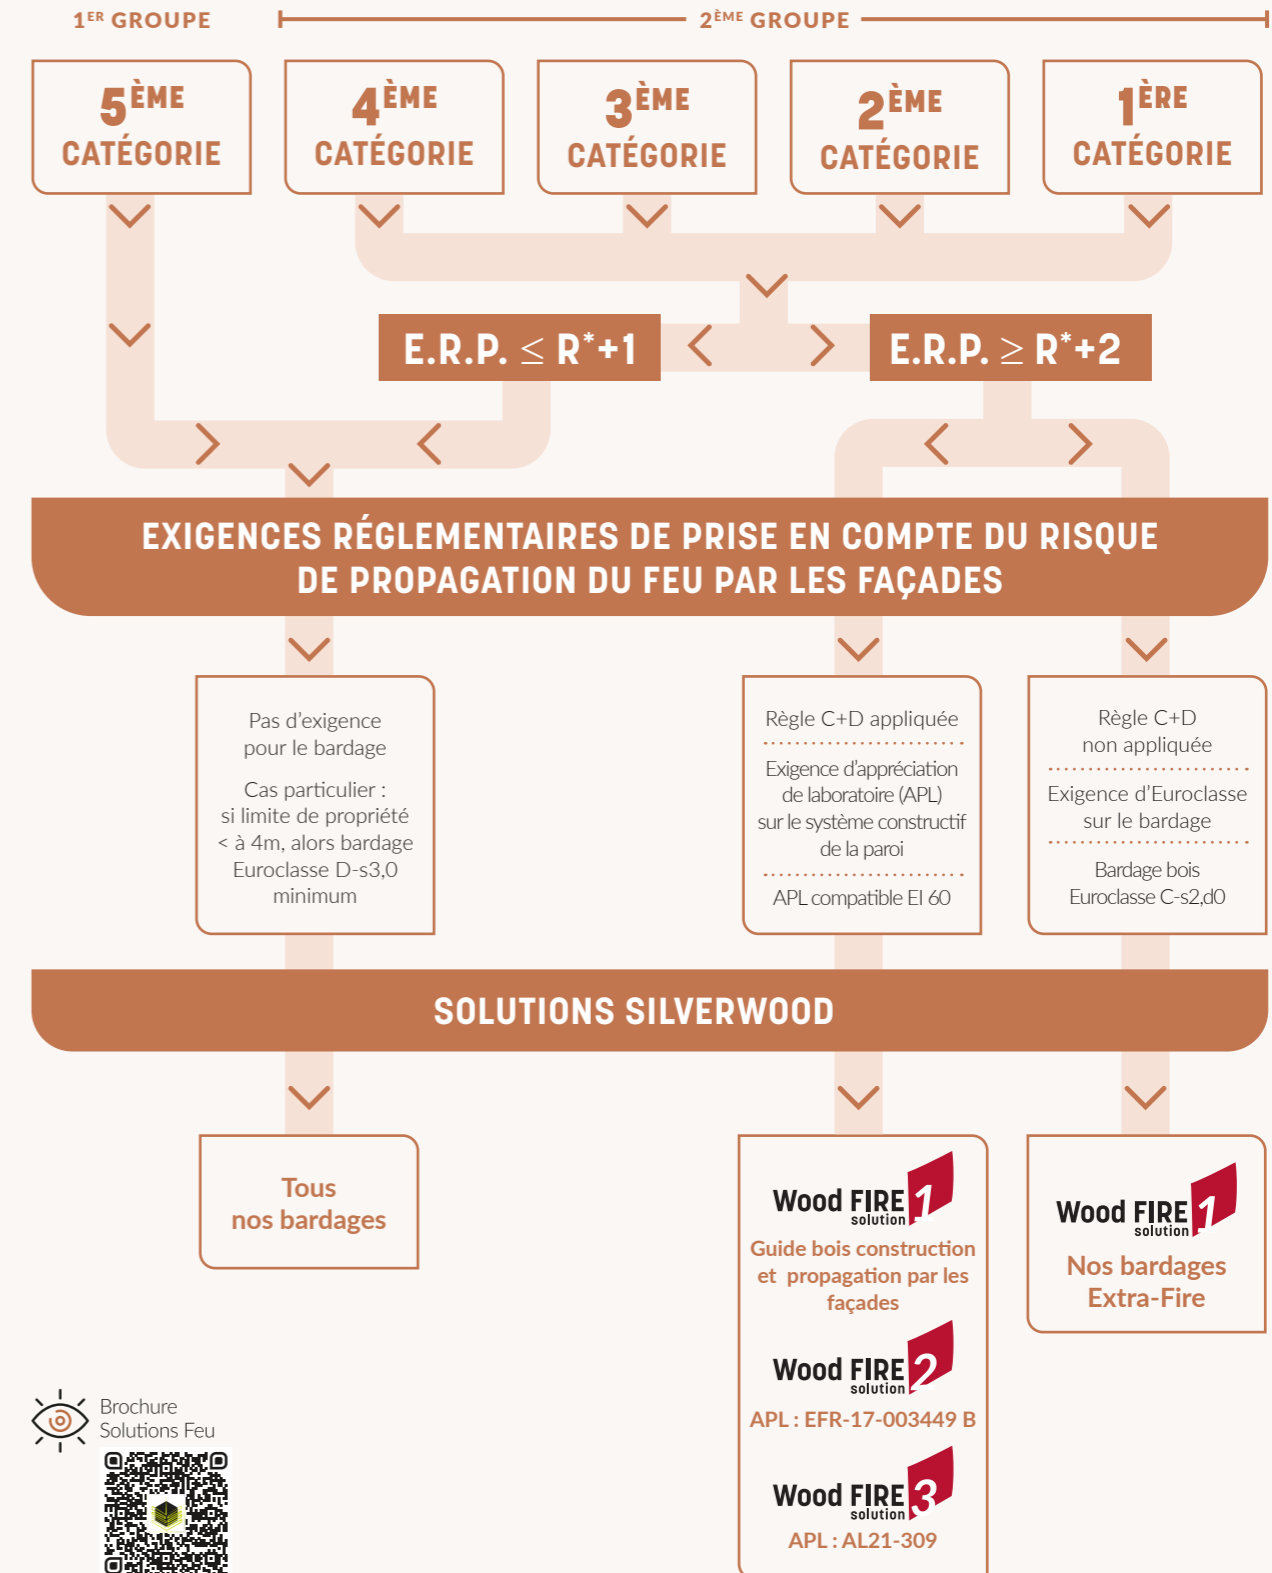 1ER GROUPE
2ÈME GROUPE
5ÈME
CATÉGORIE
4ÈME
CATÉGORIE
3ÈME
CATÉGORIE
2ÈME
CATÉGORIE
1ÈRE
CATÉGORIE
E.R.P. ≤ R*+1
E.R.P. ≥ R*+2
EXIGENCES RÉGLEMENTAIRES DE PRISE EN COMPTE DU RISQUE
DE PROPAGATION DU FEU PAR LES FAÇADES
Pas d’exigence
pour le bardage
Cas particulier :
si limite de propriété
< à 4m, alors bardage
Euroclasse D-s3,0
minimum
Règle C+D appliquée
Exigence d’appréciation
de laboratoire (APL)
sur le système constructif
de la paroi
APL compatible EI 60
Règle C+D
non appliquée
Exigence d’Euroclasse
sur le bardage
Bardage bois
Euroclasse C-s2,d0
SOLUTIONS SILVERWOOD
Tous
nos bardages
Wood FIRE 1
solution
Guide bois construction
et propagation par les
façades
Wood FIRE 2
solution
APL : EFR-17-003449 B
Wood FIRE 3
solution
APL : AL21-309
Wood FIRE 1
solution
Nos bardages
Extra-Fire
Brochure
Solutions Feu